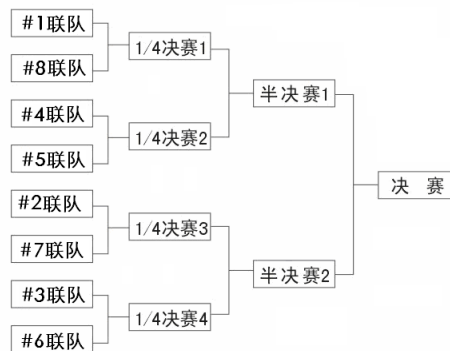 #1联队
#8联队
1/4决赛1
#4联队
#5联队
1/4决赛2
半决赛1
#2联队
#7联队
1/4决赛3
#3联队
#6联队
1/4决赛4
半决赛2
决 赛